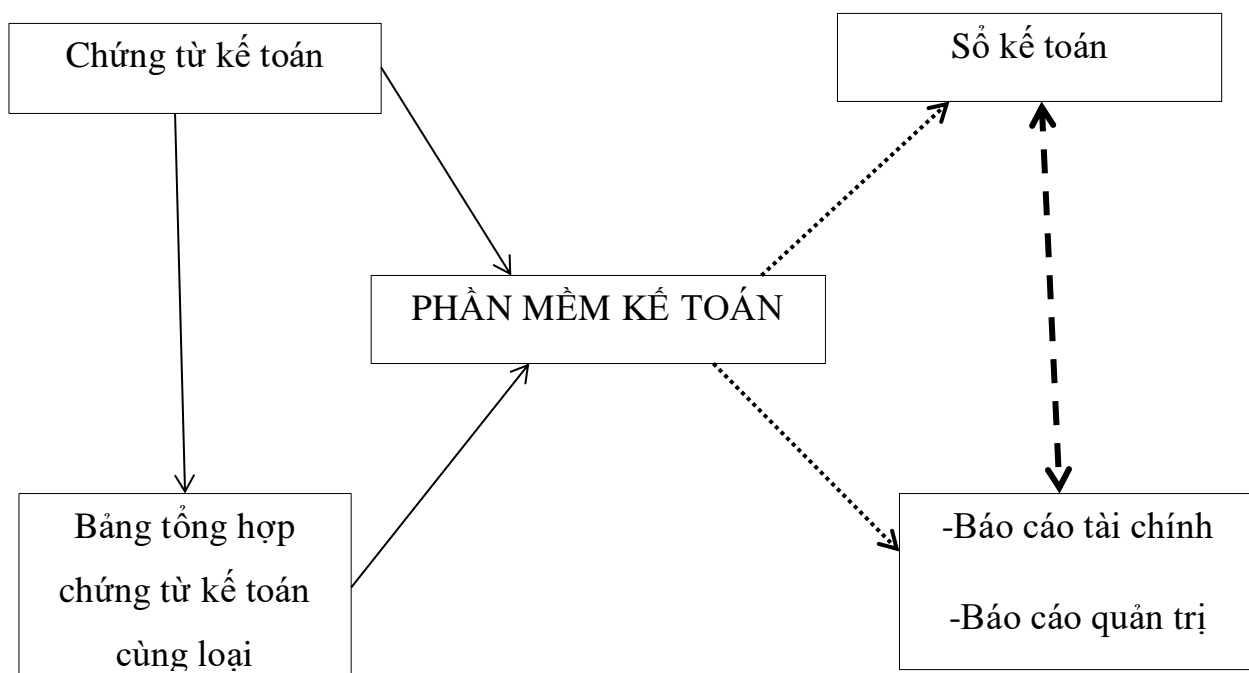 Chứng từ kế toán
Sổ kế toán
PHẦN MỀM KẾ TOÁN
Bảng tổng hợp
chứng từ kế toán
cùng loại
-Báo cáo tài chính
-Báo cáo quản trị